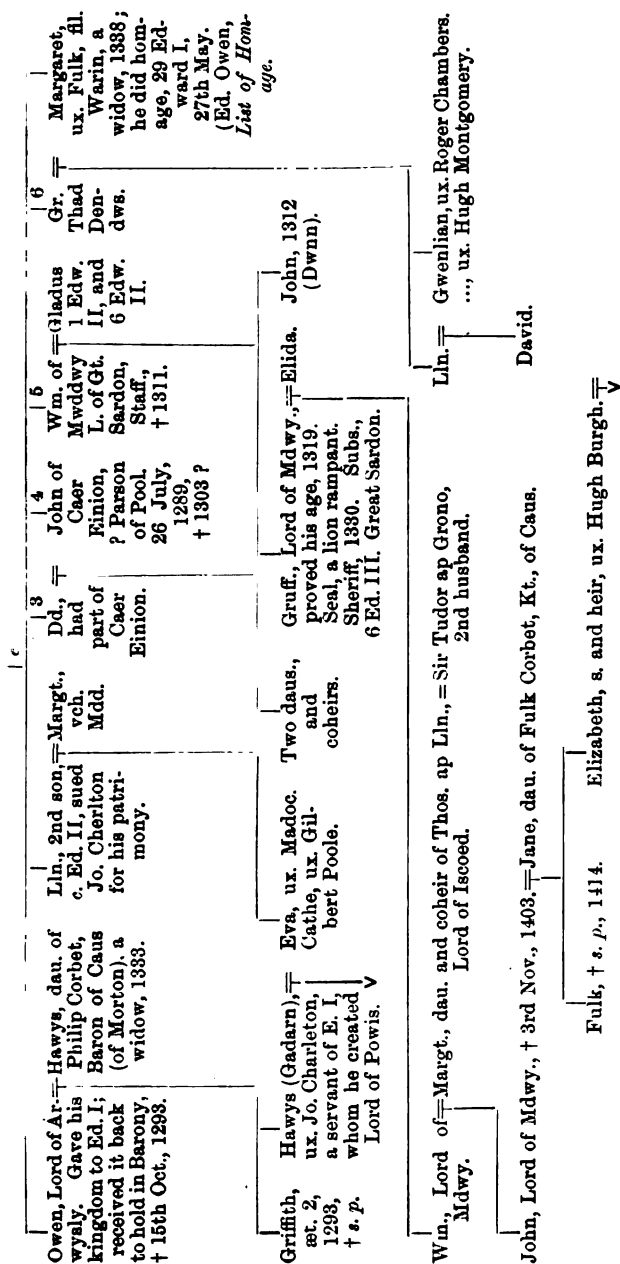 c
Owen, Lord of Ar-
wysly. Gave his
kingdom to Ed. I;
received it back
to hold in Barony,
† 15th Oct., 1293.
Hawys, dau. of
Philip Corbet,
Baron of Caus
(of Morton). a
widow, 1333.
Lln., 2nd son,
c. Ed. II, sued
Jo. Cherlton
for his patri-
mony.
Margt.,
vch.
Mdd.
3
Dd.,
had
part of
Caer
Einion.
4
John of
Caer
Einion,
? Parson
of Pool.
26 July,
1289,
† 1303 ?
5
Wm. of
Mwddwy
L. of Gt.
Sardon,
Staff.,
† 1311.
Gladus
1 Edw.
II, and
6 Edw.
II.
6
Gr.
Thad
Den-
dws.
Margaret,
ux. Fulk, fil.
Warin, a
widow, 1338;
he did hom-
age, 29 Ed-
ward I,
27th May.
(Ed. Owen,
List of Hom-
age.
Griffith,
æt. 2,
1293,
† s. p.
Hawys (Gadarn),
ux. Jo. Charleton,
a servant of E. I,
whom he created
Lord of Powis.
Eva, ux. Madoc.
Cathe, ux. Gil-
bert Poole.
Two daus.,
and
coheirs.
Gruff., Lord of Mdwy., = Elida.
proved his age, 1319.
Seal, a lion rampant.
Sheriff, 1330. Subs.,
6 Ed. III. Great Sardon.
John, 1312
(Dwnn).
Wm., Lord of = Margt., dau. and coheir of Thos. ap Lln., = Sir Tudor ap Grono,
Mdwy. Lord of Iscoed. 2nd husband.
Lln. =
Gwenlian, ux. Roger Chambers.
..., ux. Hugh Montgomery.
John, Lord of Mdwy., † 3rd Nov., 1403. = Jane, dau. of Fulk Corbet, Kt., of Caus.
David.
Fulk, † s. p., 1414.
Elizabeth, s. and heir, ux. Hugh Burgh. =